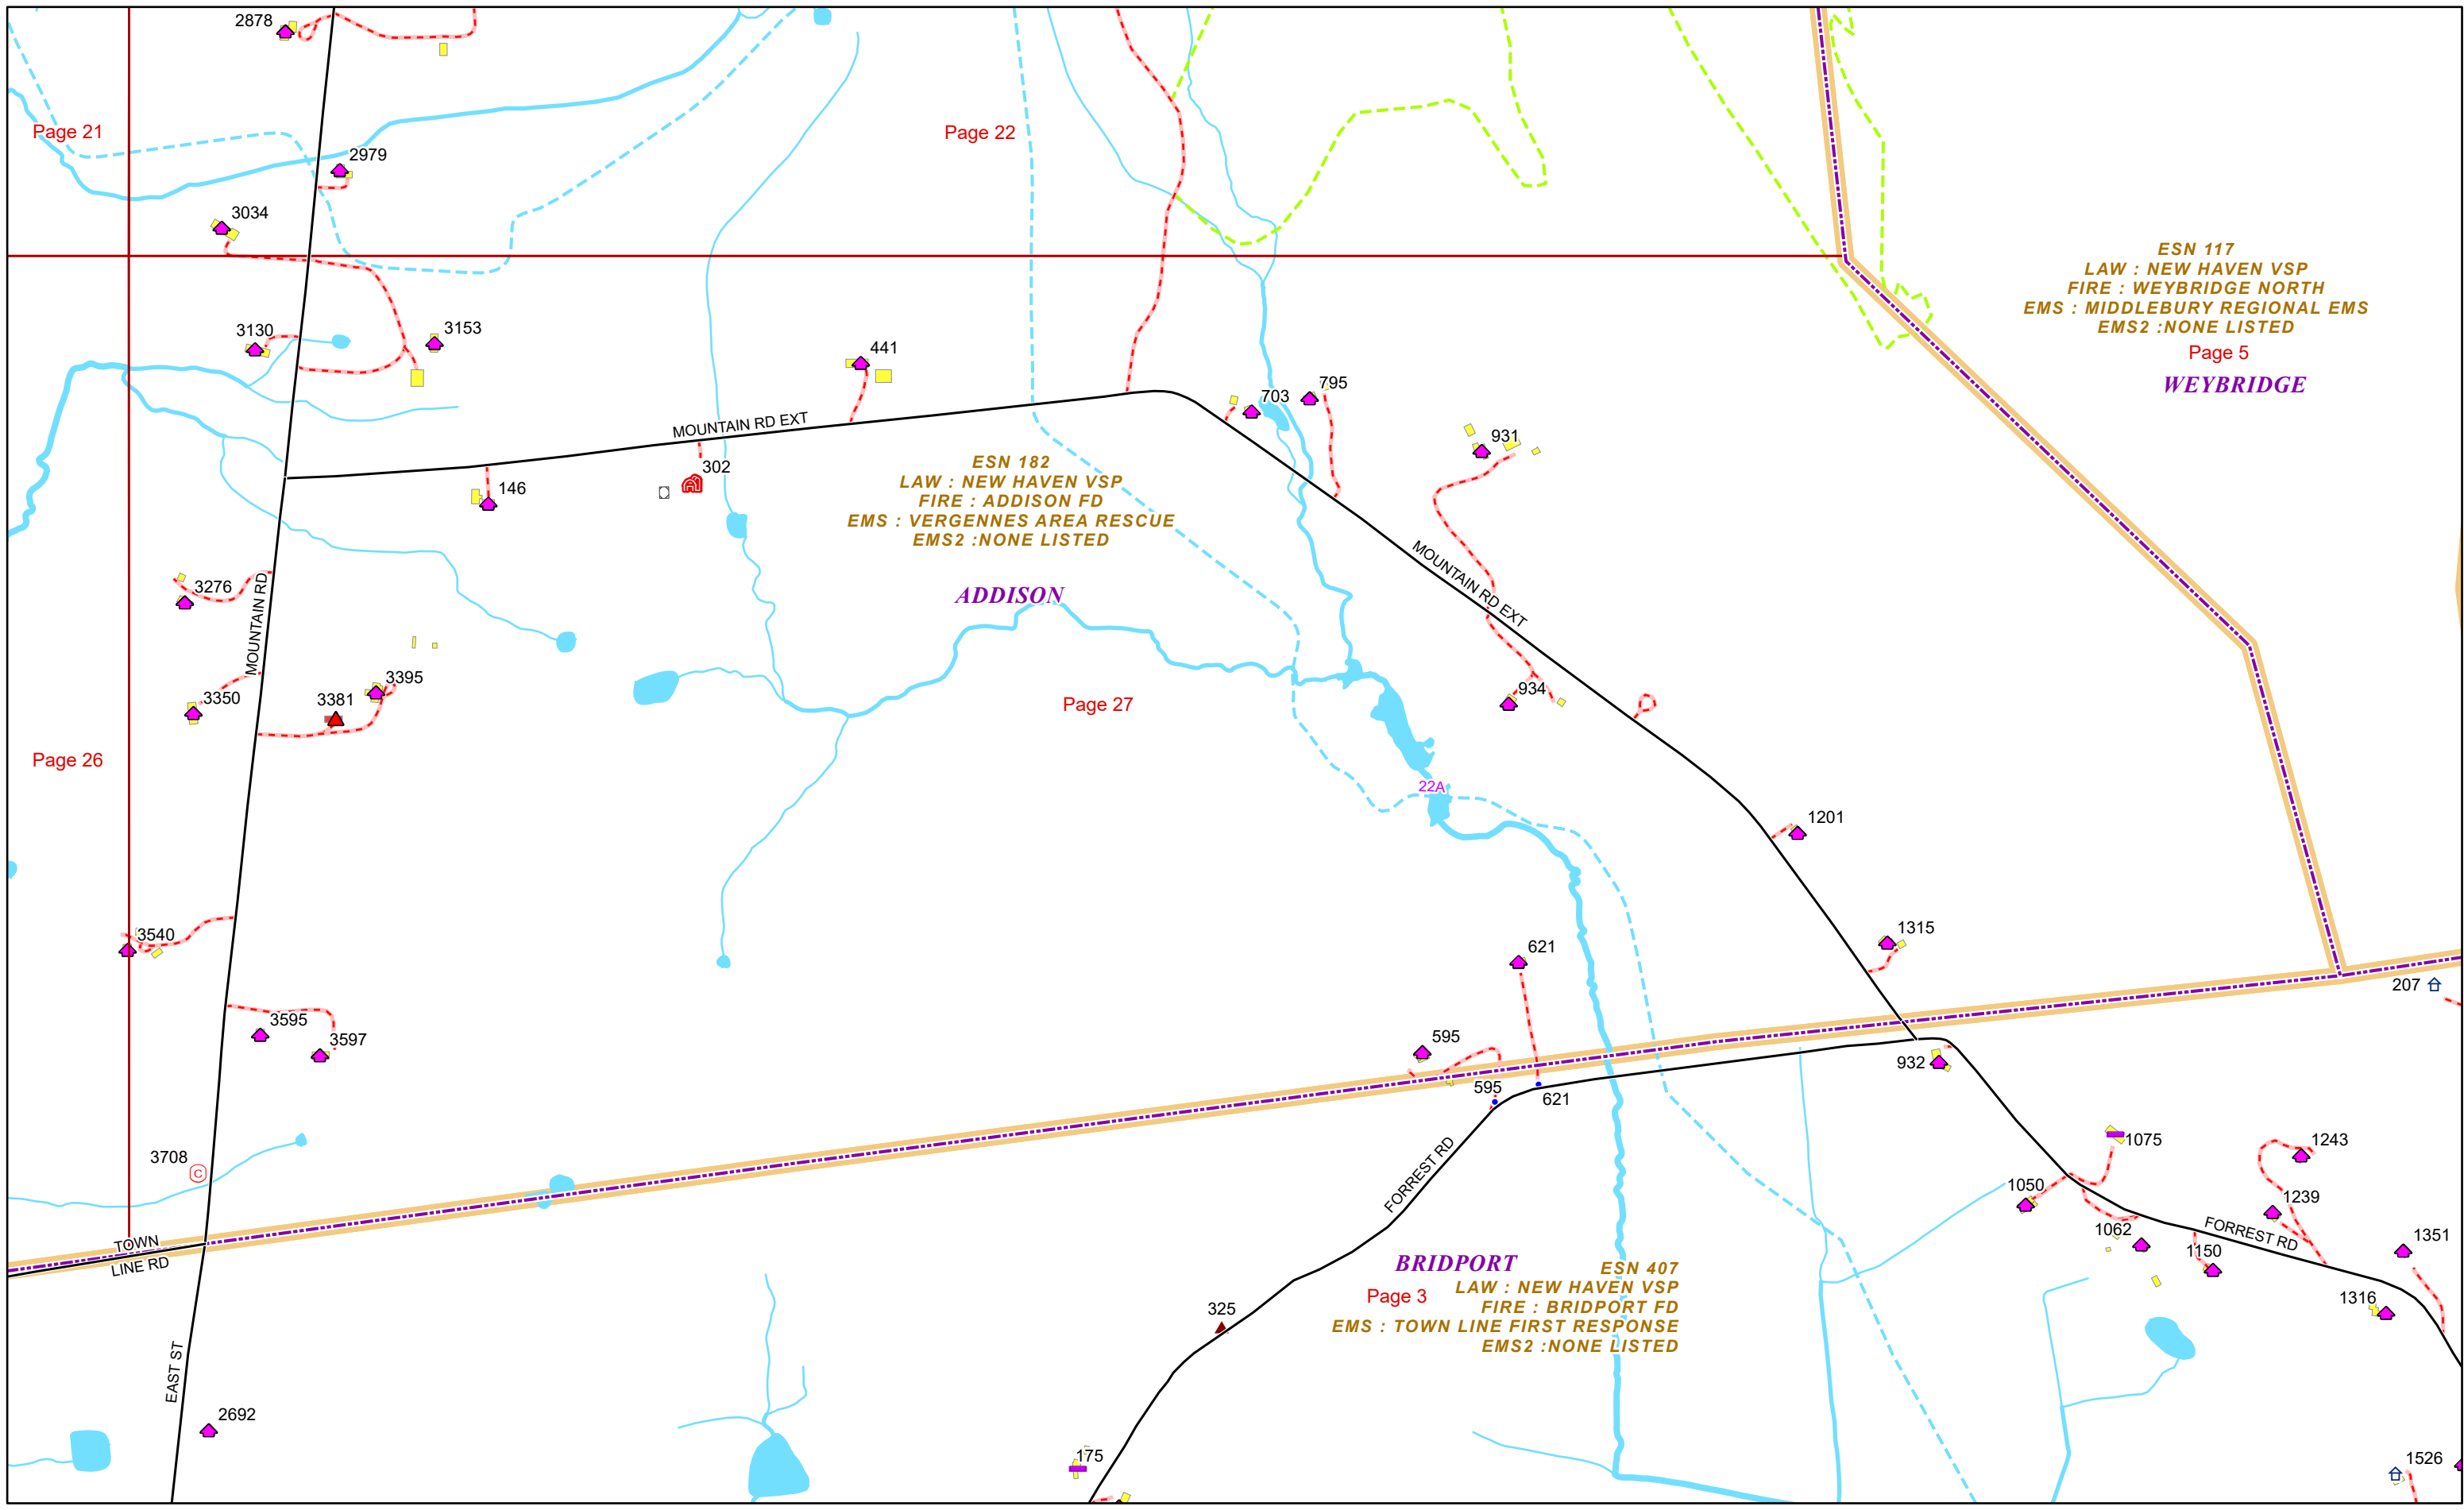 2878
Page 21
Page 22
2979
3034
ESN 117
LAW : NEW HAVEN VSP
FIRE : WEYBRIDGE NORTH
EMS : MIDDLEBURY REGIONAL EMS
EMS2 :NONE LISTED
Page 5
WEYBRIDGE
3130
3153
441
703
795
MOUNTAIN RD EXT
931
302
146
ESN 182
LAW : NEW HAVEN VSP
FIRE : ADDISON FD
EMS : VERGENNES AREA RESCUE
EMS2 :NONE LISTED
MOUNTAIN RD EXT
3276
ADDISON
MOUNTAIN RD
3395
3350
3381
934
Page 27
Page 26
22A
1201
3540
1315
621
207
3595
3597
595
932
595
621
3708
FORREST RD
1075
1243
1050
1239
1062
FORREST RD
1150
1351
TOWN
LINE RD
BRIDPORT
ESN 407
LAW : NEW HAVEN VSP
FIRE : BRIDPORT FD
EMS : TOWN LINE FIRST RESPONSE
EMS2 :NONE LISTED
Page 3
1316
325
EAST ST
2692
175
1526
C